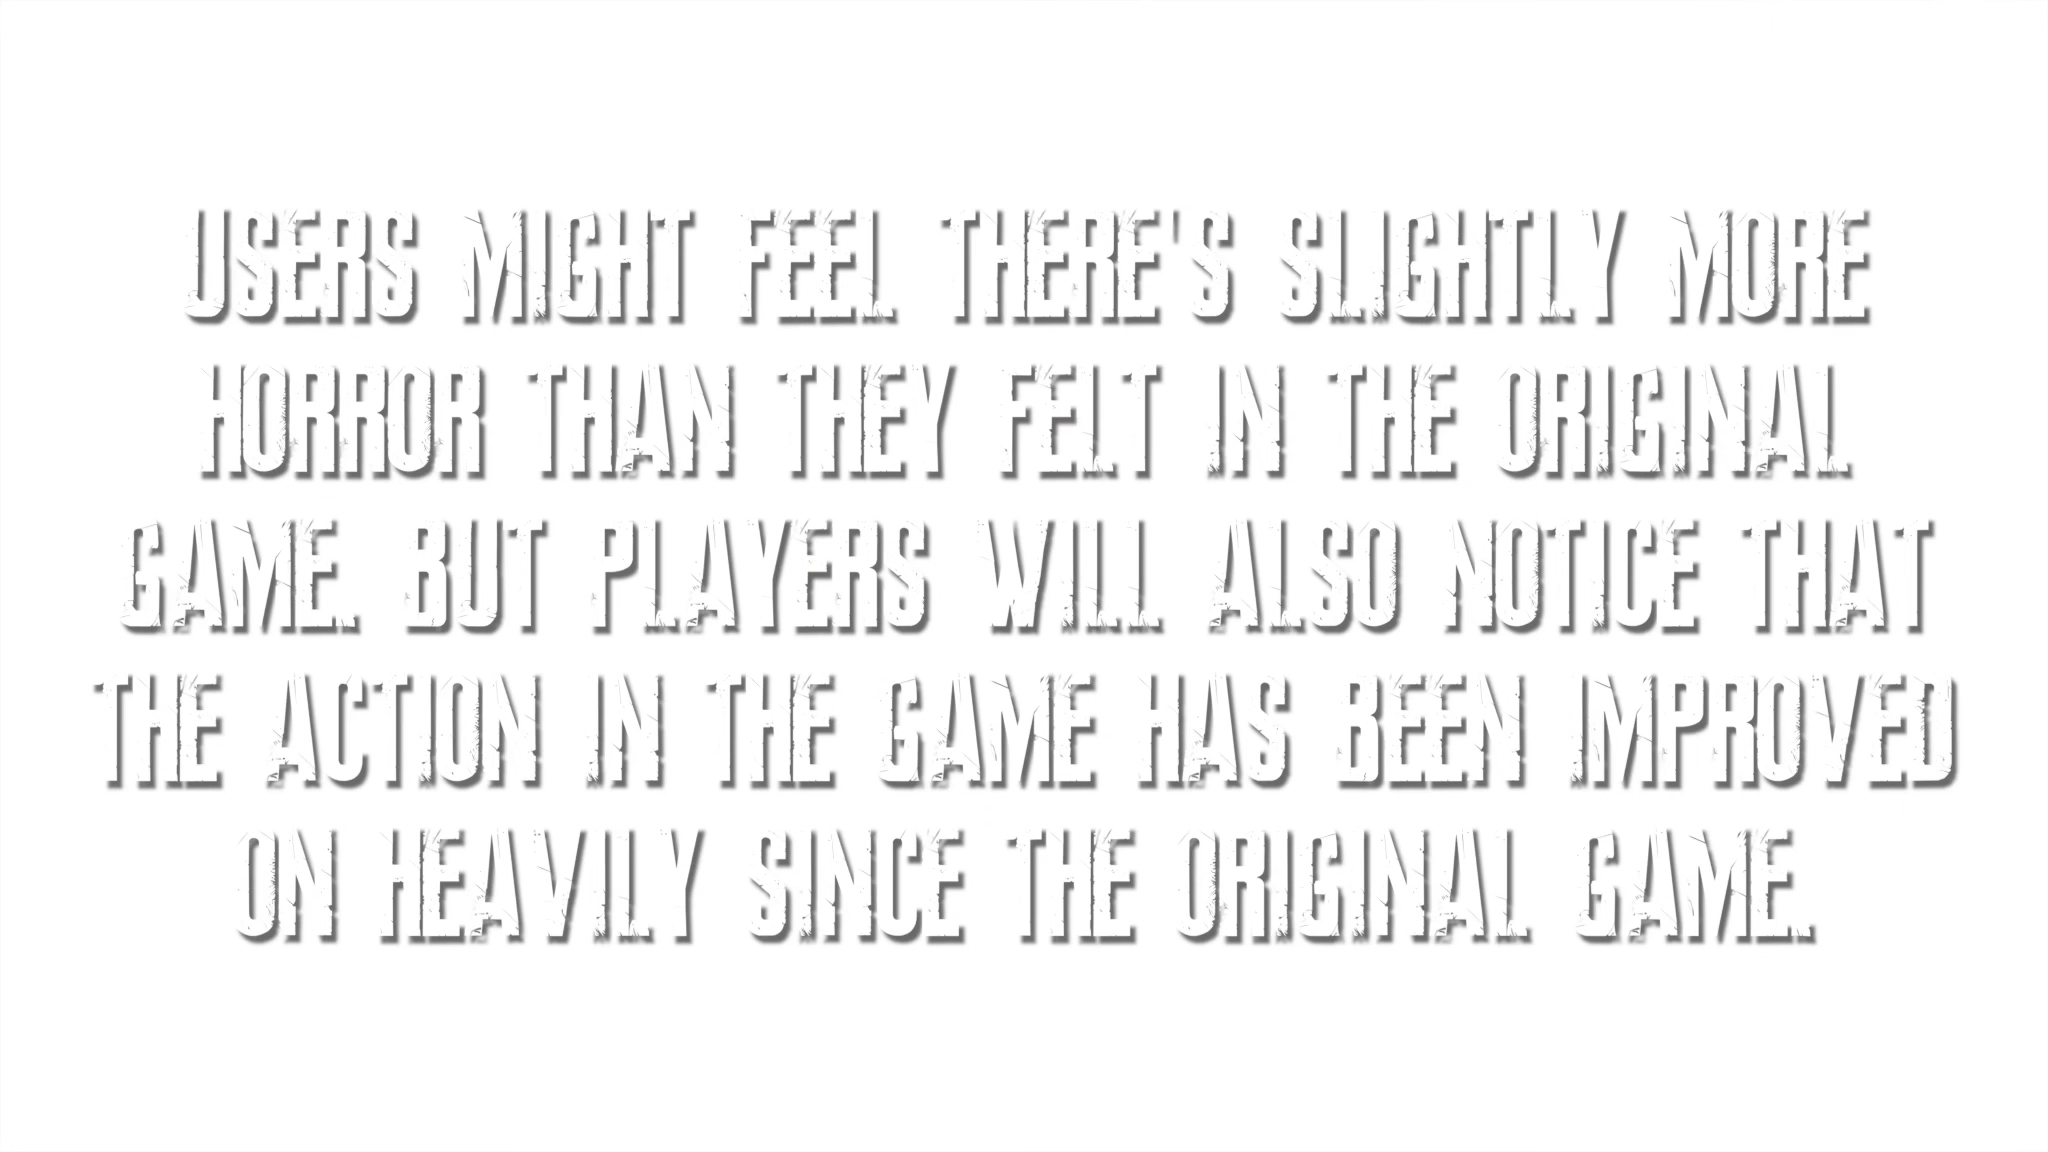 USERS MIGHT FEEL THERE'S SLIGHTLY MORE
HORROR THAN THEY FELT IN THE ORIGINAL
GAME. BUT PLAYERS WILL ALSO NOTICE THAT
THE ACTION IN THE GAME HAS BEEN IMPROVED
ON HEAVILY SINCE THE ORIGINAL GAME.